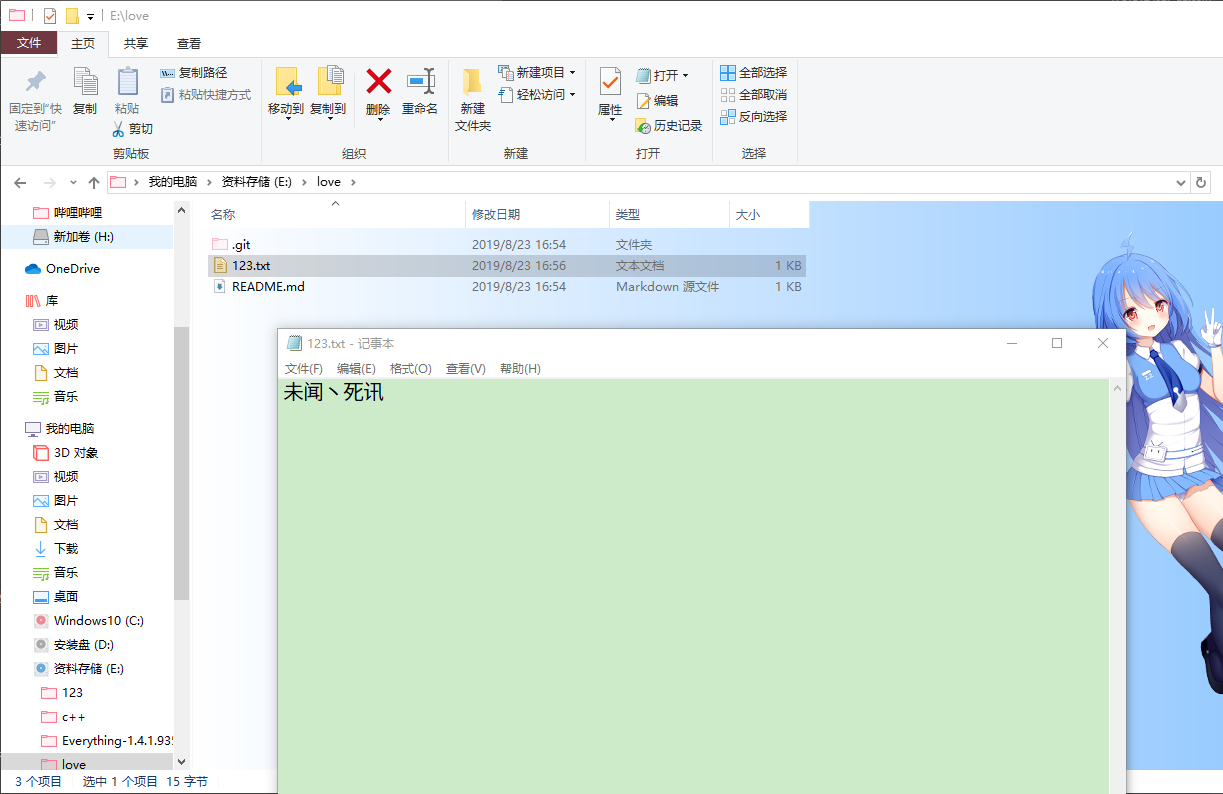 E:\love
文件 主页 共享 查看
固定到"快速访问"
复制
粘贴
复制路径
粘贴快捷方式
剪切
剪贴板
移动到
复制到
删除
重命名
组织
新建文件夹
新建项目
轻松访问
新建
属性
打开
编辑
历史记录
打开
全部选择
全部取消
反向选择
选择
我的电脑 > 资料存储 (E:) > love >
哔哩哔哩
新加卷 (H:)
OneDrive
库
视频
图片
文档
音乐
我的电脑
3D 对象
视频
图片
文档
下载
音乐
桌面
Windows10 (C:)
安装盘 (D:)
资料存储 (E:)
123
c++
Everything-1.4.1.935
love
名称 修改日期 类型 大小
.git 2019/8/23 16:54 文件夹
123.txt 2019/8/23 16:56 文本文档 1 KB
README.md 2019/8/23 16:54 Markdown 源文件 1 KB
123.txt - 记事本
文件(F) 编辑(E) 格式(O) 查看(V) 帮助(H)
未闻丶死讯
3 个项目 选中 1 个项目 15 字节